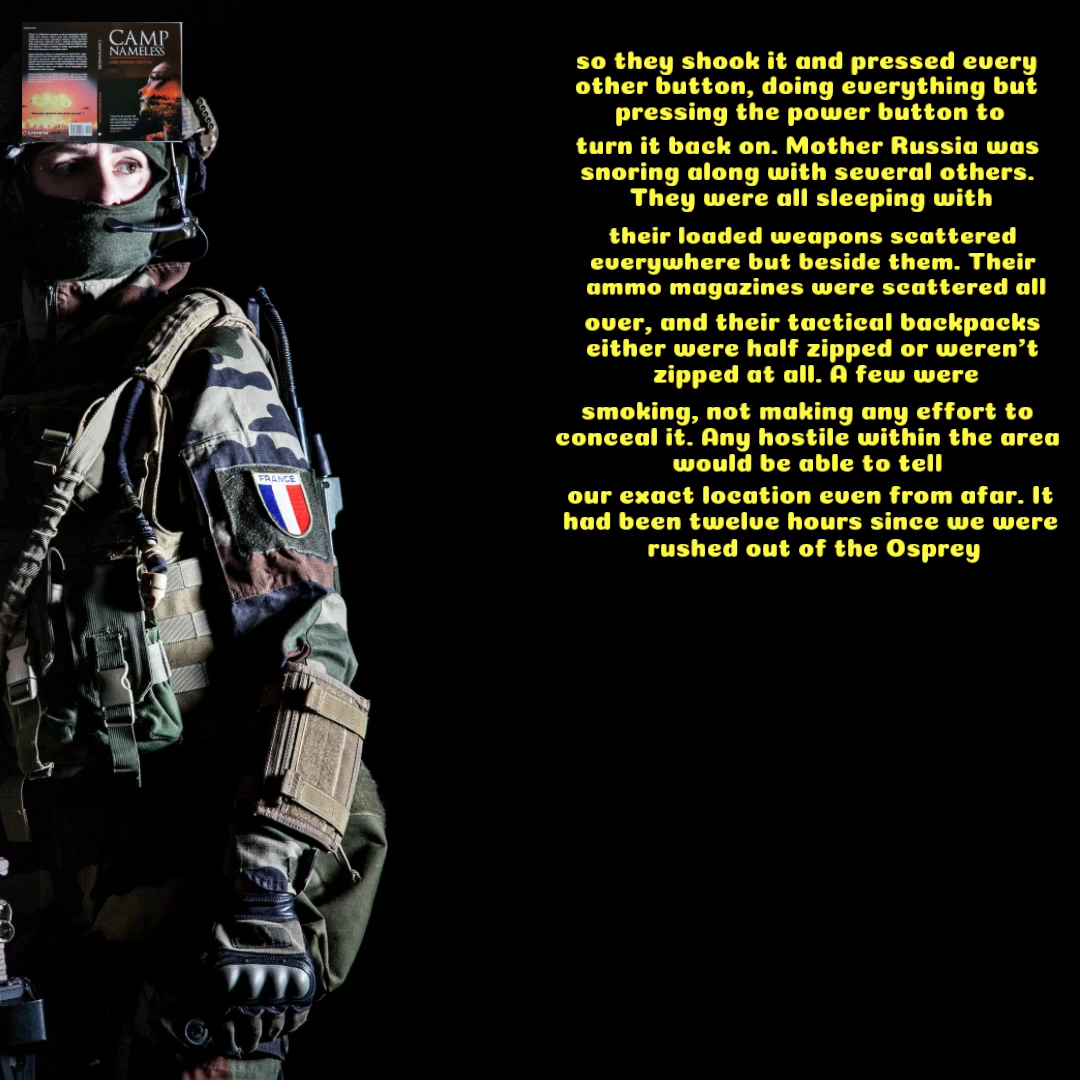 CAMP
NAMELESS
so they shook it and pressed every
other button, doing everything but
pressing the power button to
turn it back on. Mother Russia was
snoring along with several others.
They were all sleeping with
their loaded weapons scattered
everywhere but beside them. Their
ammo magazines were scattered all
over, and their tactical backpacks
either were half zipped or weren’t
zipped at all. A few were
smoking, not making any effort to
conceal it. Any hostile within the area
would be able to tell
our exact location even from afar. It
had been twelve hours since we were
rushed out of the Osprey
FRANCE